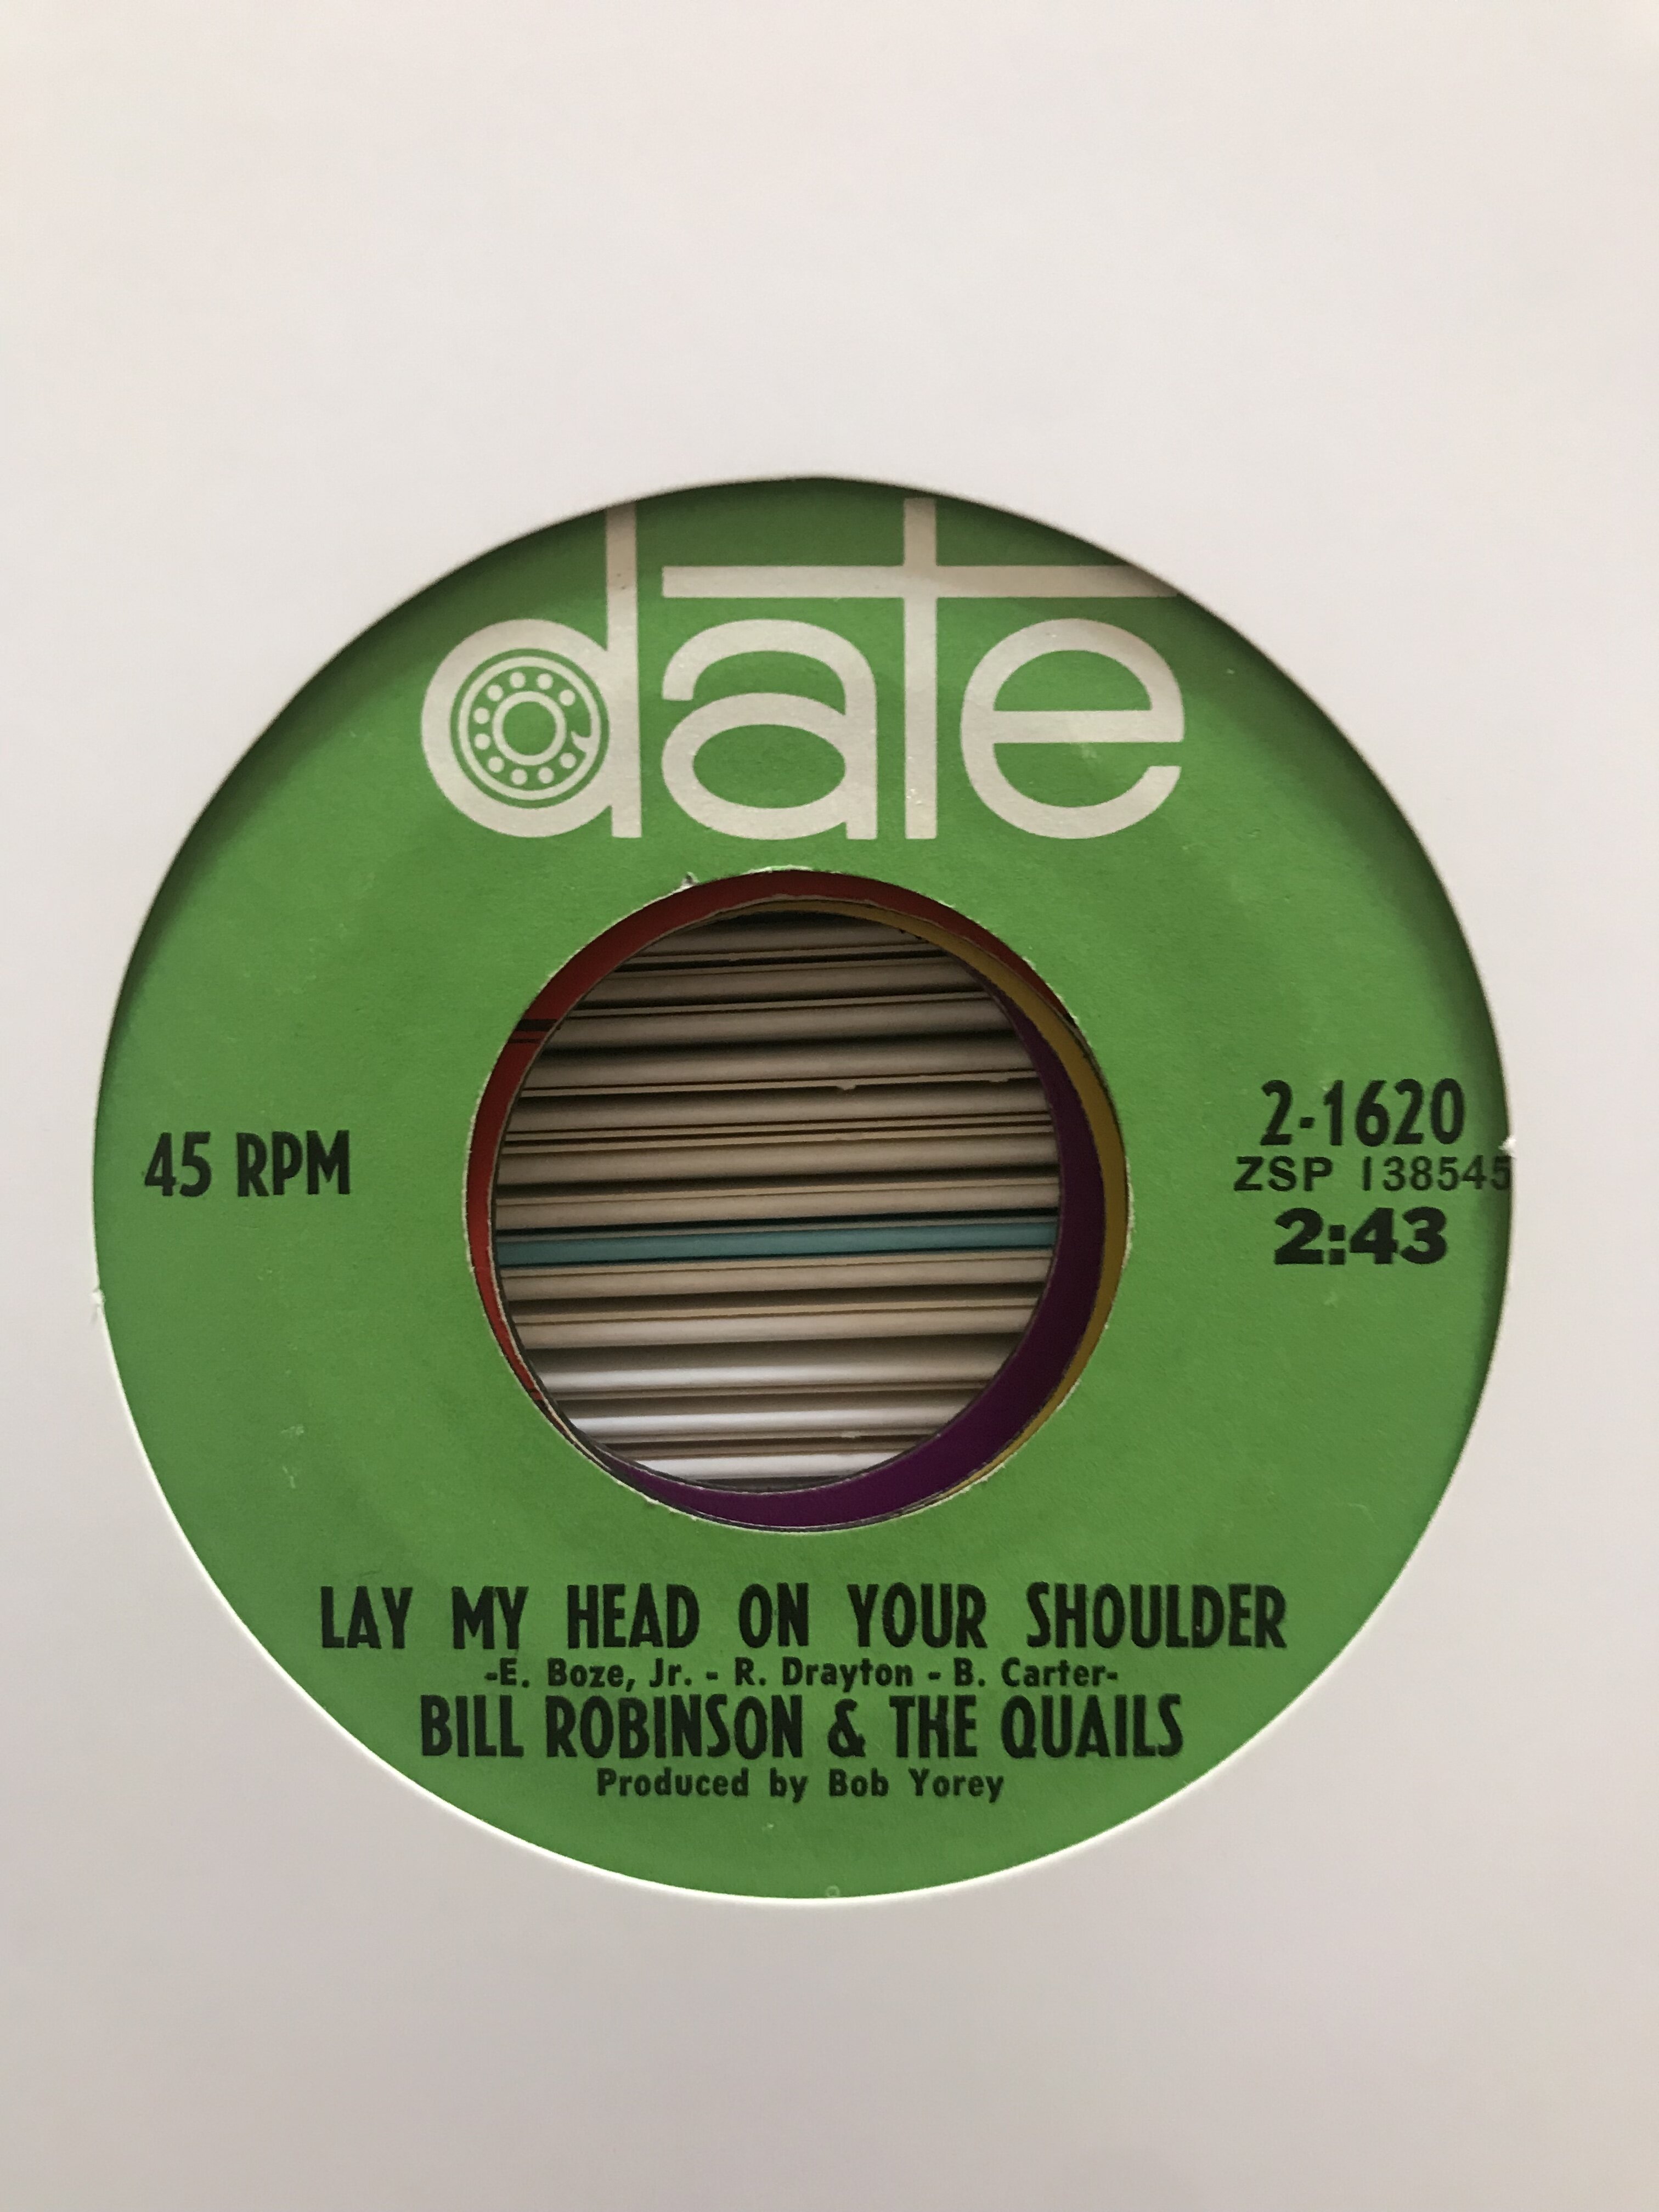 date
45 RPM
2-1620
ZSP 138545
2:43
LAY MY HEAD ON YOUR SHOULDER
-E. Boze, Jr. - R. Drayton - B. Carter-
BILL ROBINSON & THE QUAILS
Produced by Bob Yorey